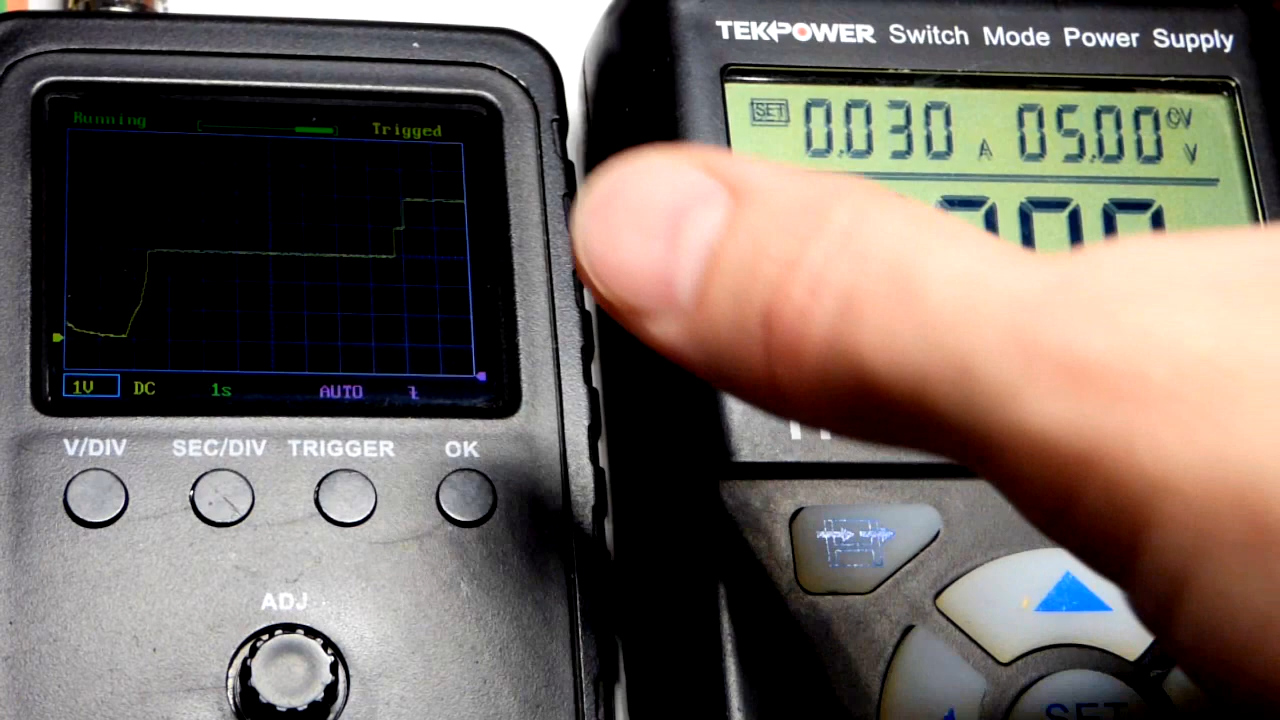 Running
Trigged
1V DC 1s AUTO
V/DIV SEC/DIV TRIGGER OK
ADJ
TEKPOWER Switch Mode Power Supply
SET 0.030 A 05.00 CV V
SET